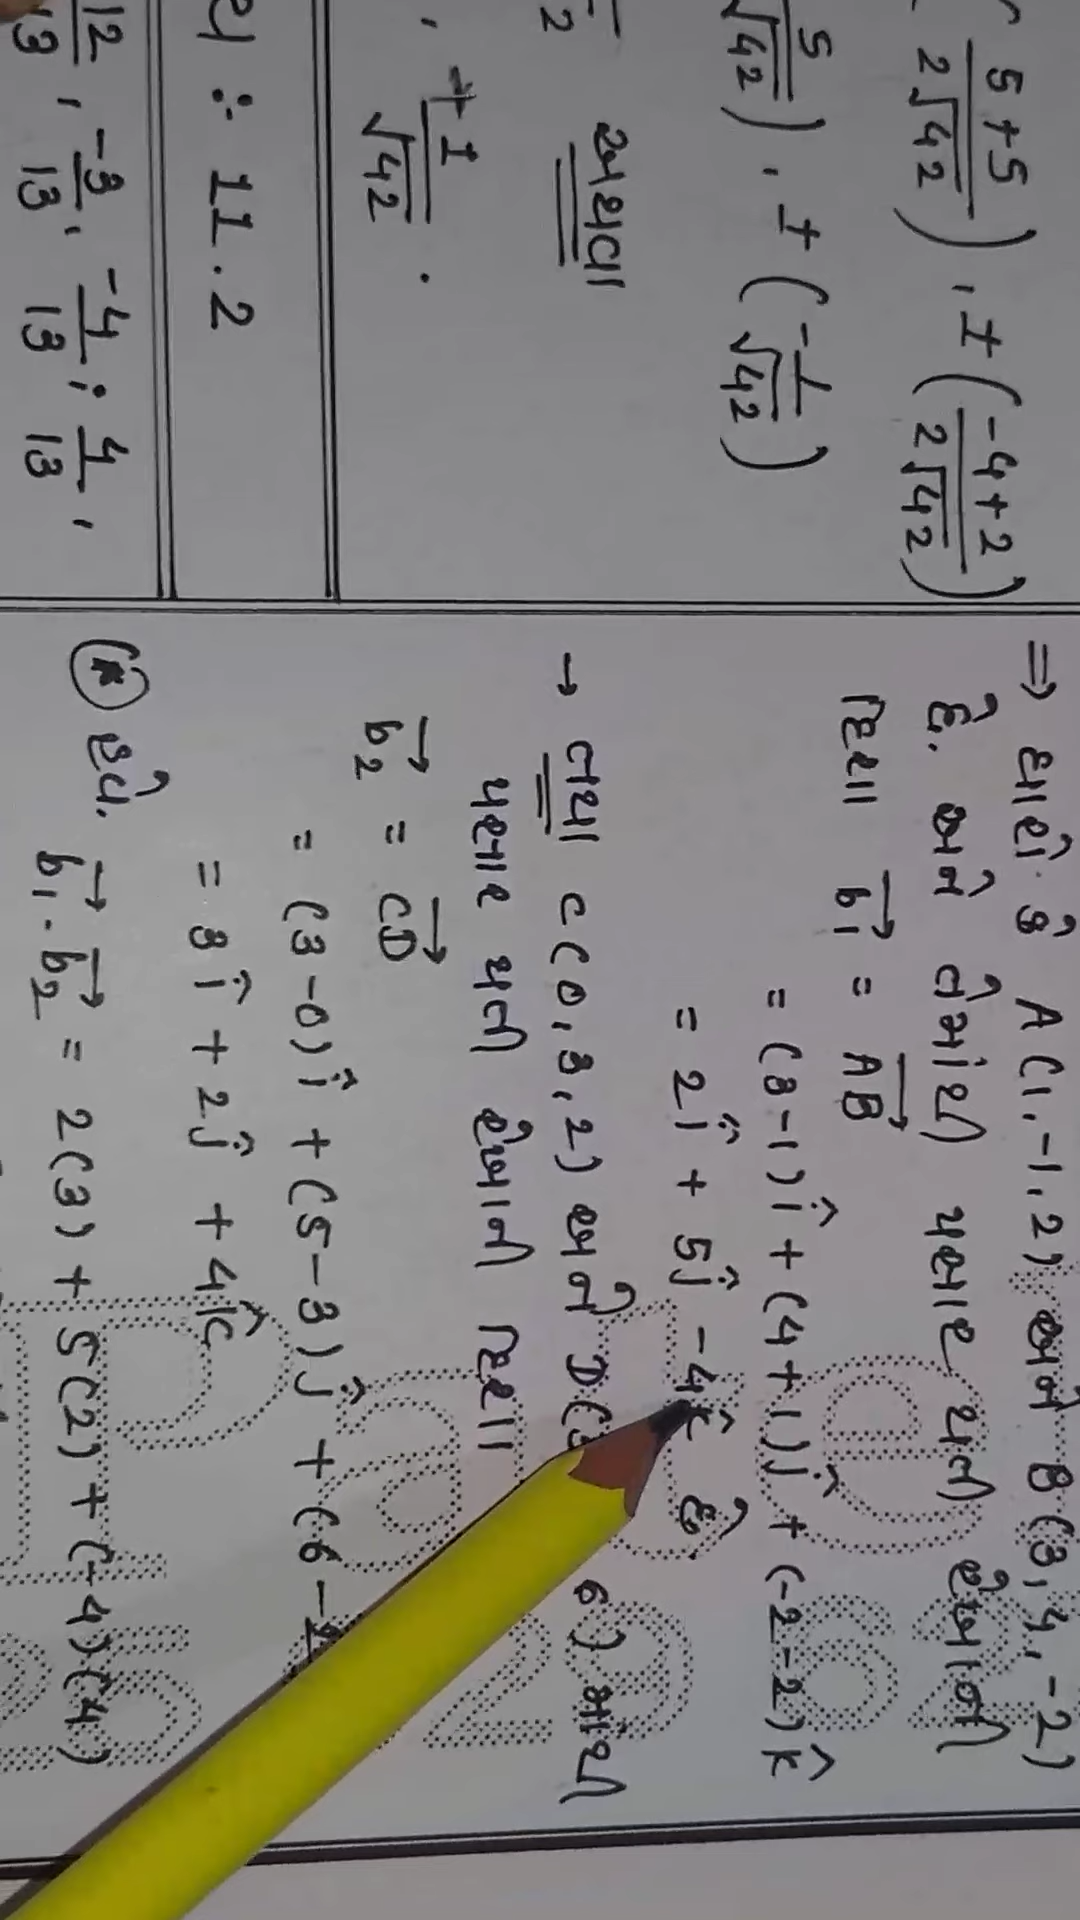 ( 5+5 / 2√42 ) , ± ( -4+2 / 2√42 )
5 / √42 ) , ± ( -1 / √42 )
2 અથવા
, +1 / √42 .
: 11.2
12 / 13 , -3 / 13 , -4 / 13 ; 4 / 13 ,
⇒ ધારો કે A(1,-1,2) અને B(3,4,-2)
છે. અને તેમાંથી પસાર થતી રેખાની
દિશા b₁ = AB
= (3-1)î + (4+1)ĵ + (-2-2)k̂
= 2î + 5ĵ -4k̂ છે.
→ તથા C(0,3,2) અને D(3 6) માંથી
પસાર થતી રેખાની દિશા
b₂ = CD
= (3-0)î + (5-3)ĵ + (6-2
= 3î + 2ĵ + 4k̂
* હવે, b₁·b₂ = 2(3) + 5(2) + (-4)(4)